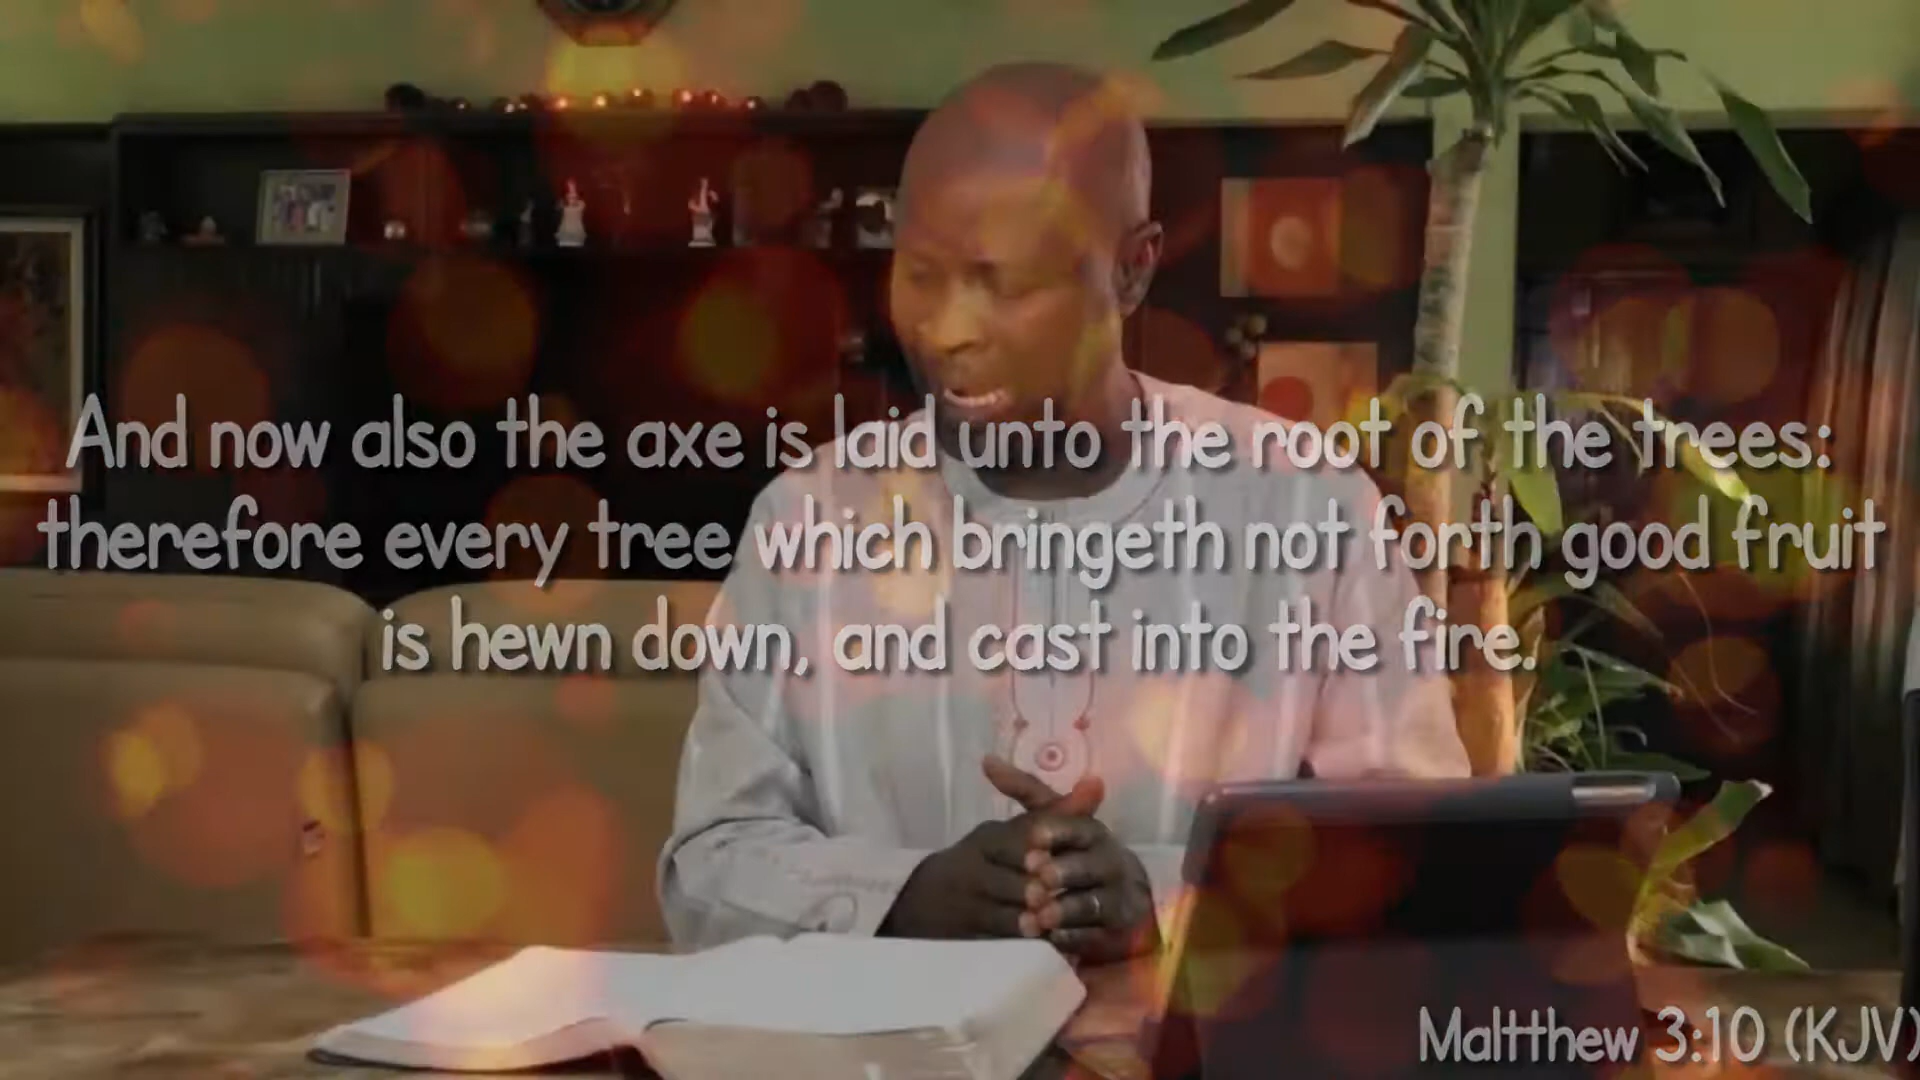 And now also the axe is laid unto the root of the trees:
therefore every tree which bringeth not forth good fruit
is hewn down, and cast into the fire.
Maltthew 3:10 (KJV)